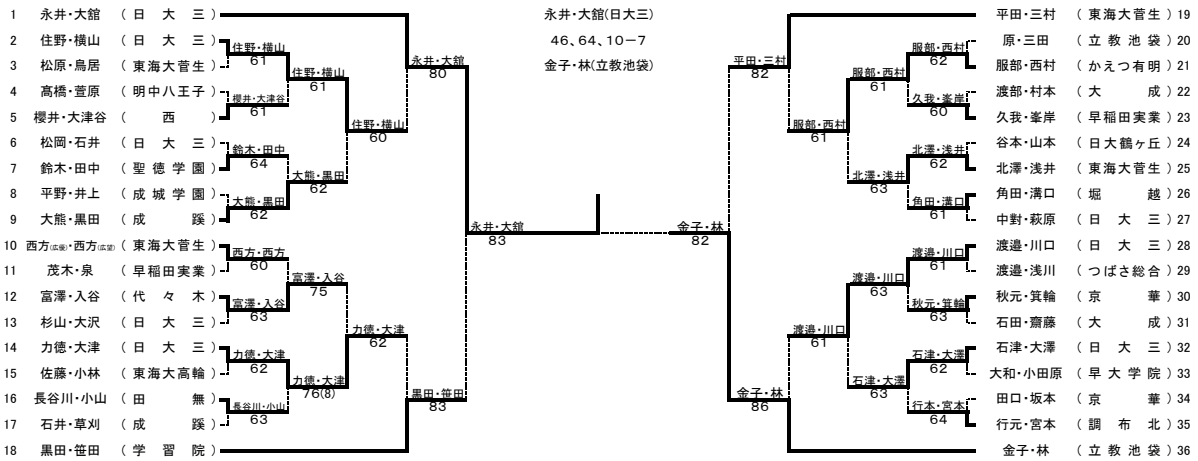 1 永井・大舘 （ 日 大 三 ）
2 住野・横山 （ 日 大 三 ）
3 松原・鳥居 （ 東海大菅生 ）
4 髙橋・菅原 （ 明中八王子 ）
5 櫻井・大津谷 （ 西 ）
6 松岡・石井 （ 日 大 三 ）
7 鈴木・田中 （ 聖 徳 学 園 ）
8 平野・井上 （ 成 城 学 園 ）
9 大熊・黒田 （ 成 蹊 ）
10 西方(広優)・西方(広望) （ 東海大菅生 ）
11 茂木・泉 （ 早稲田実業 ）
12 富澤・入谷 （ 代 々 木 ）
13 杉山・大沢 （ 日 大 三 ）
14 力徳・大津 （ 日 大 三 ）
15 佐藤・小林 （ 東海大高輪 ）
16 長谷川・小山 （ 田 無 ）
17 石井・草刈 （ 成 蹊 ）
18 黒田・笹田 （ 学 習 院 ）
住野・横山
61
櫻井・大津谷
61
鈴木・田中
64
大熊・黒田
62
西方・西方
60
富澤・入谷
63
力徳・大津
62
長谷川・小山
63
住野・横山
61
大熊・黒田
62
富澤・入谷
75
力徳・大津
76(8)
住野・横山
60
力徳・大津
62
永井・大舘
80
黒田・笹田
83
永井・大舘
83
永井・大舘(日大三)
46、64、10−7
金子・林(立教池袋)
金子・林
82
平田・三村
82
金子・林
86
服部・西村
61
渡邉・川口
61
服部・西村
61
北澤・浅井
63
渡邉・川口
63
石津・大澤
63
服部・西村
62
久我・峯岸
60
北澤・浅井
62
角田・溝口
61
渡邉・川口
61
秋元・箕輪
63
石津・大澤
62
行本・宮本
64
平田・三村 （ 東海大菅生 ） 19
原・三田 （ 立教池袋 ） 20
服部・西村 （ かえつ有明 ） 21
渡部・村本 （ 大 成 ） 22
久我・峯岸 （ 早稲田実業 ） 23
谷本・山本 （ 日大鶴ヶ丘 ） 24
北澤・浅井 （ 東海大菅生 ） 25
角田・溝口 （ 堀 越 ） 26
中對・萩原 （ 日 大 三 ） 27
渡邉・川口 （ 日 大 三 ） 28
渡邉・浅川 （ つばさ総合 ） 29
秋元・箕輪 （ 京 華 ） 30
石田・齋藤 （ 大 成 ） 31
石津・大澤 （ 日 大 三 ） 32
大和・小田原 （ 早 大 学 院 ） 33
田口・坂本 （ 京 華 ） 34
行元・宮本 （ 調 布 北 ） 35
金子・林 （ 立 教 池 袋 ） 36